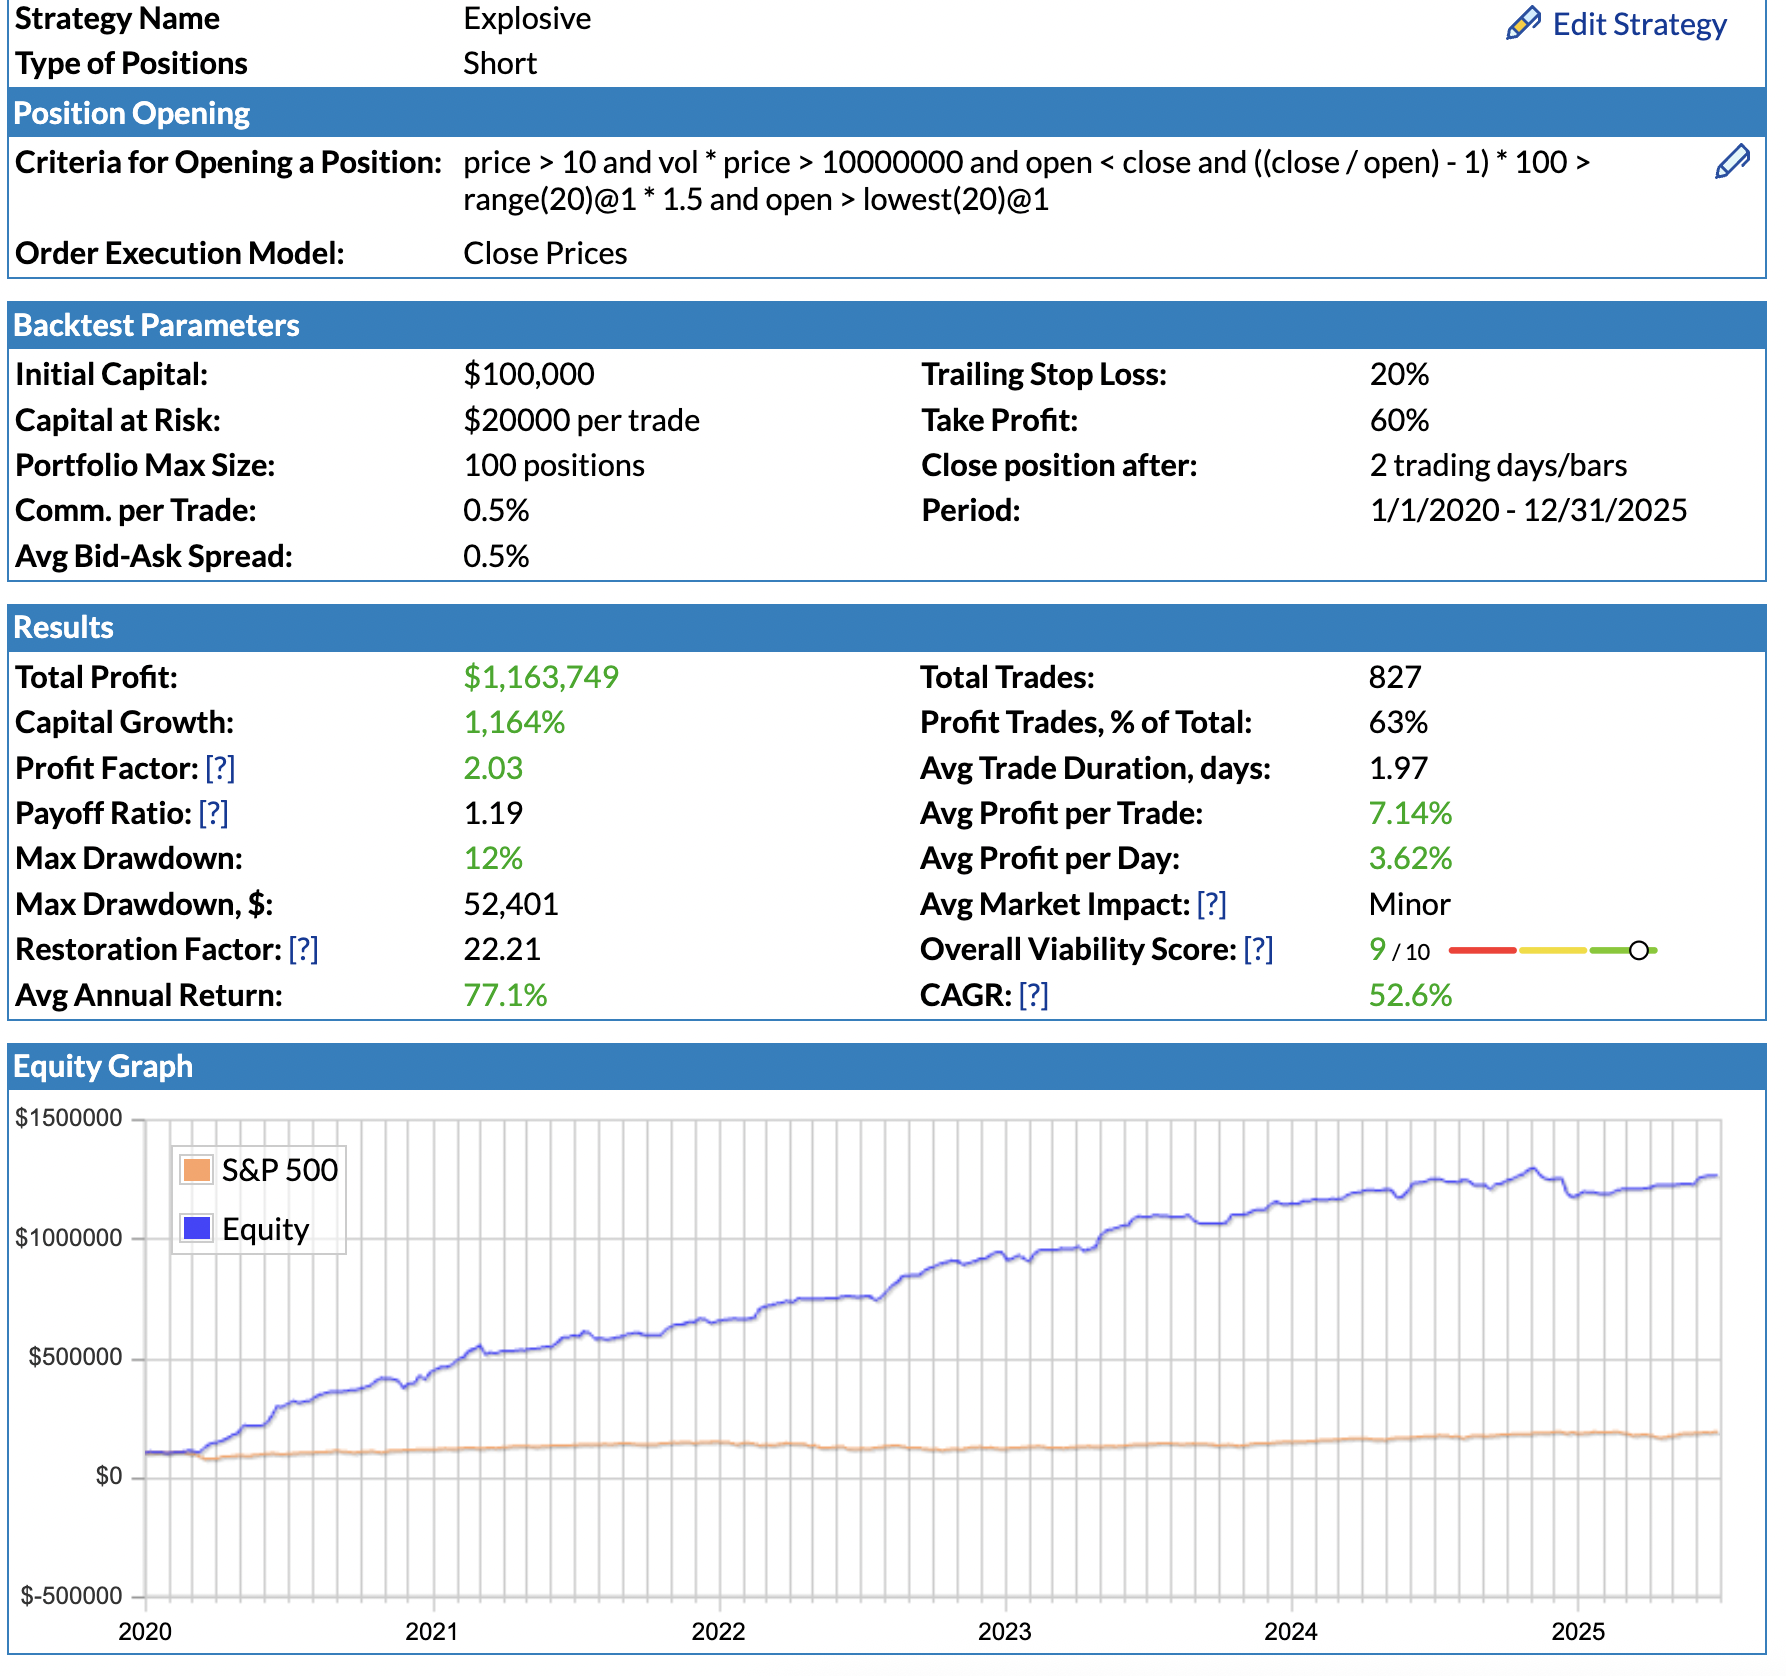 Strategy Name Explosive Edit Strategy
Type of Positions Short
Position Opening
Criteria for Opening a Position: price > 10 and vol * price > 10000000 and open < close and ((close / open) - 1) * 100 >
range(20)@1 * 1.5 and open > lowest(20)@1
Order Execution Model: Close Prices
Backtest Parameters
Initial Capital: $100,000 Trailing Stop Loss: 20%
Capital at Risk: $20000 per trade Take Profit: 60%
Portfolio Max Size: 100 positions Close position after: 2 trading days/bars
Comm. per Trade: 0.5% Period: 1/1/2020 - 12/31/2025
Avg Bid-Ask Spread: 0.5%
Results
Total Profit: $1,163,749 Total Trades: 827
Capital Growth: 1,164% Profit Trades, % of Total: 63%
Profit Factor: [?] 2.03 Avg Trade Duration, days: 1.97
Payoff Ratio: [?] 1.19 Avg Profit per Trade: 7.14%
Max Drawdown: 12% Avg Profit per Day: 3.62%
Max Drawdown, $: 52,401 Avg Market Impact: [?] Minor
Restoration Factor: [?] 22.21 Overall Viability Score: [?] 9 / 10
Avg Annual Return: 77.1% CAGR: [?] 52.6%
Equity Graph
$1500000
S&P 500
Equity
$1000000
$500000
$0
$-500000
2020 2021 2022 2023 2024 2025